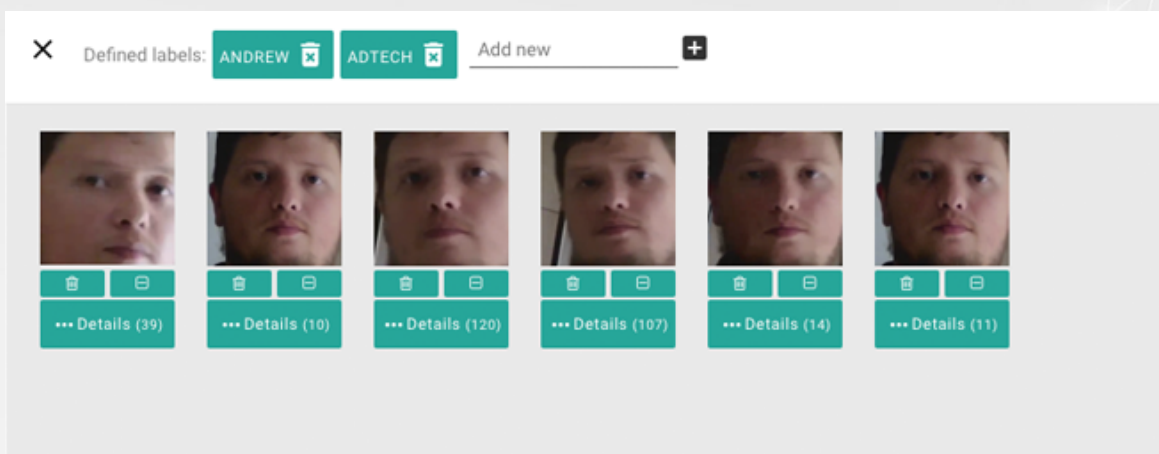 Defined labels: ANDREW ADTECH Add new
••• Details (39) ••• Details (10) ••• Details (120) ••• Details (107) ••• Details (14) ••• Details (11)